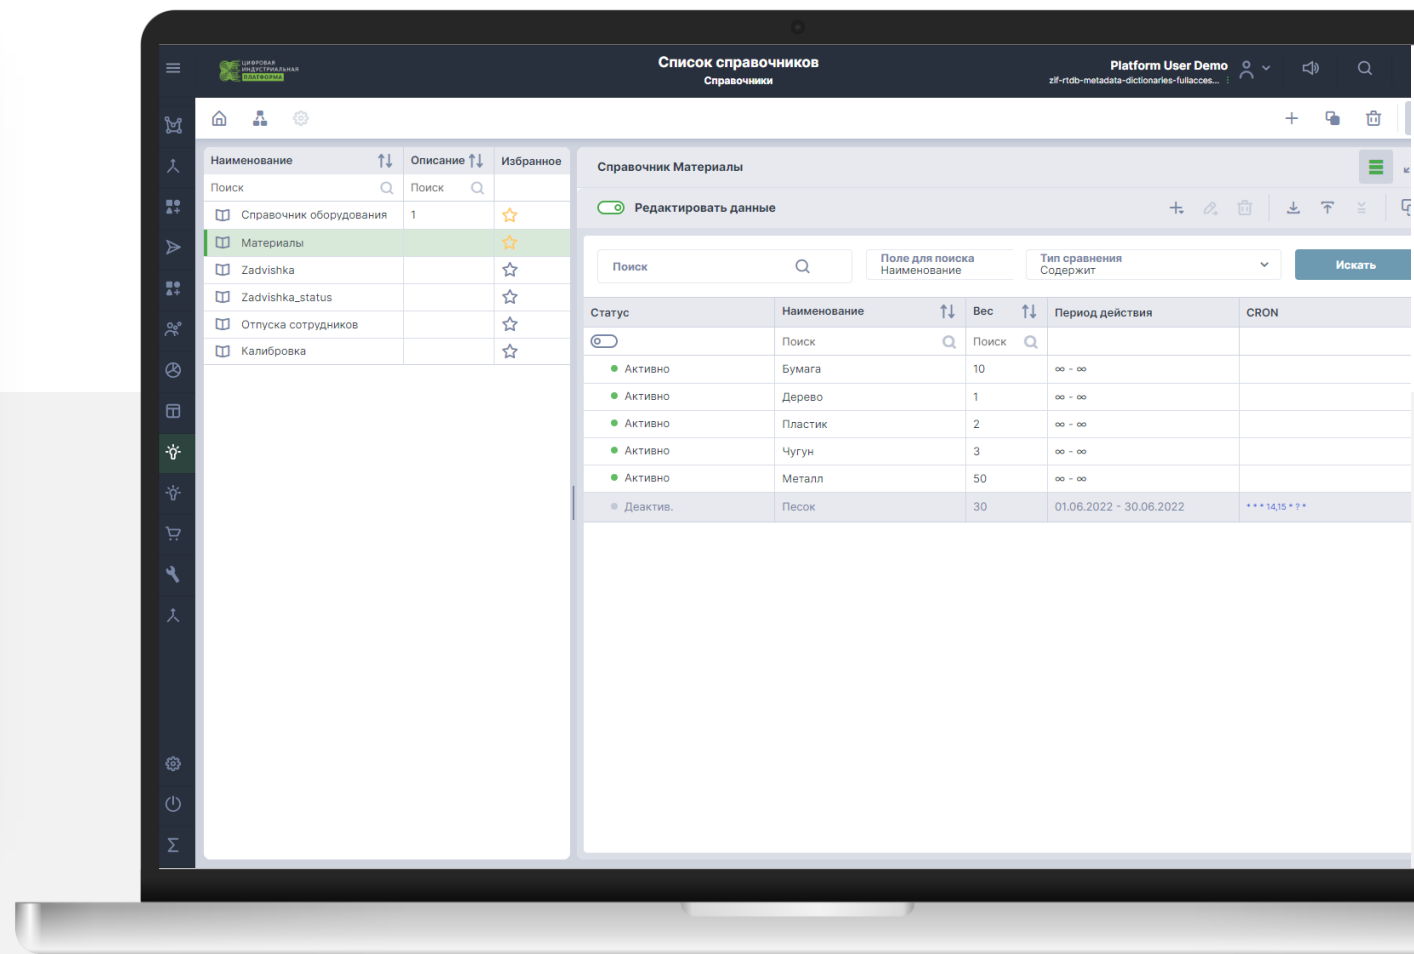 ЦИФРОВАЯ
ИНДУСТРИАЛЬНАЯ
ПЛАТФОРМА
Список справочников
Справочники
Platform User Demo
zif-rtdb-metadata-dictionaries-fullacces...
Наименование Описание Избранное
Поиск Поиск
Справочник оборудования 1
Материалы
Zadvishka
Zadvishka_status
Отпуска сотрудников
Калибровка
Справочник Материалы
Редактировать данные
Поиск
Поле для поиска
Наименование
Тип сравнения
Содержит
Искать
Статус Наименование Вес Период действия CRON
Поиск Поиск
Активно Бумага 10 ∞ - ∞
Активно Дерево 1 ∞ - ∞
Активно Пластик 2 ∞ - ∞
Активно Чугун 3 ∞ - ∞
Активно Металл 50 ∞ - ∞
Деактив. Песок 30 01.06.2022 - 30.06.2022 * * * 14,15 * ? *